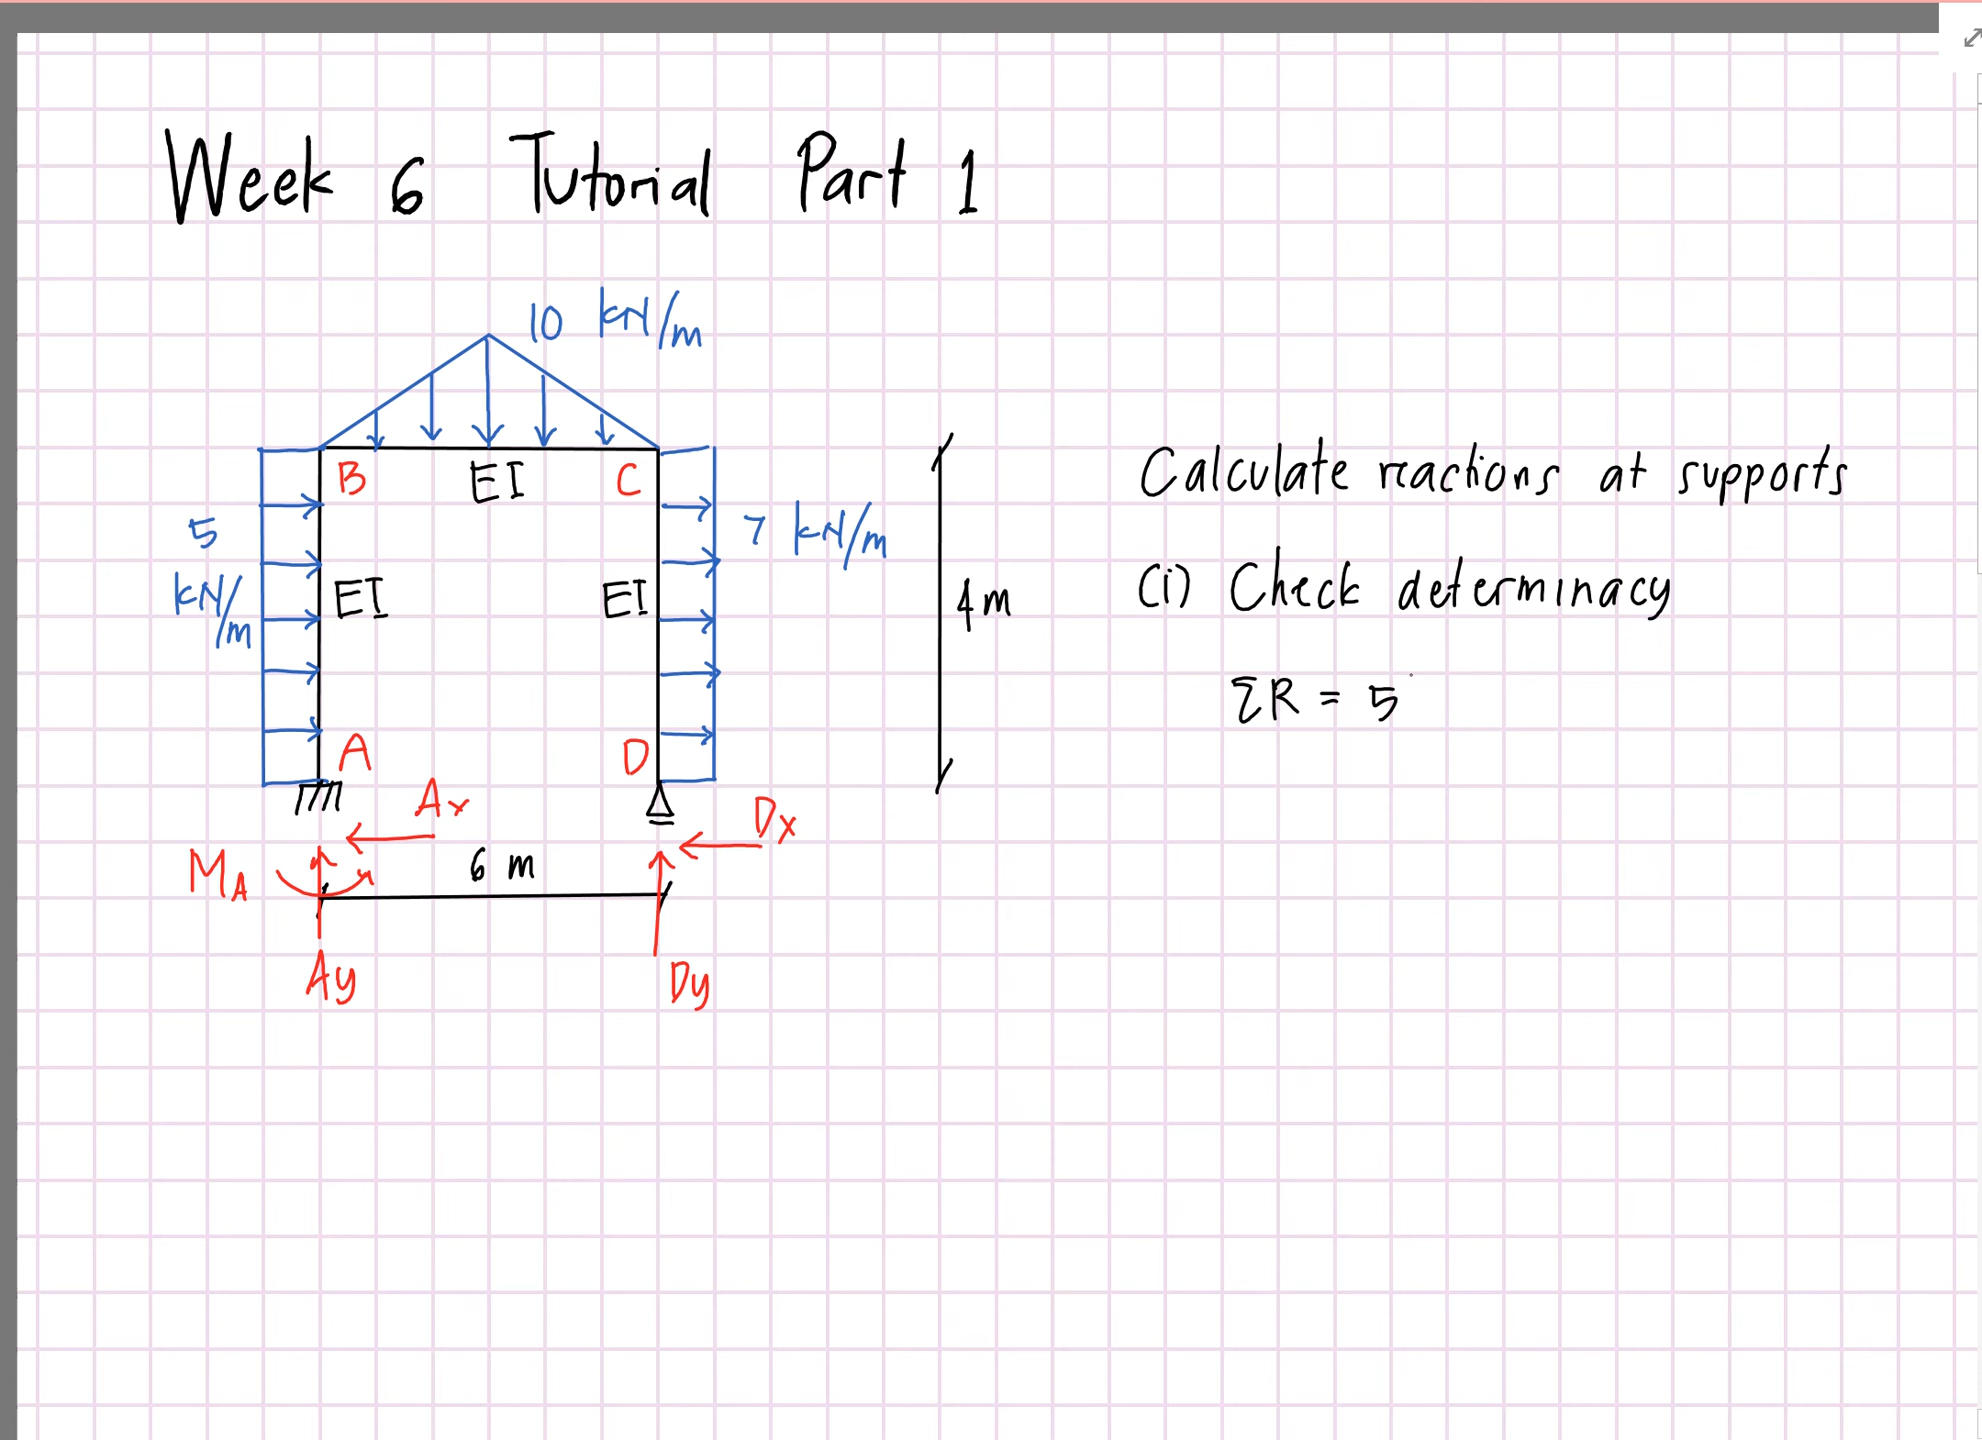 Week 6 Tutorial Part 1
10 kN/m
B EI C
5 kN/m
7 kN/m
EI
EI
4 m
A
D
Ax
Dx
MA
6 m
Ay
Dy
Calculate reactions at supports
(i) Check determinacy
ΣR = 5